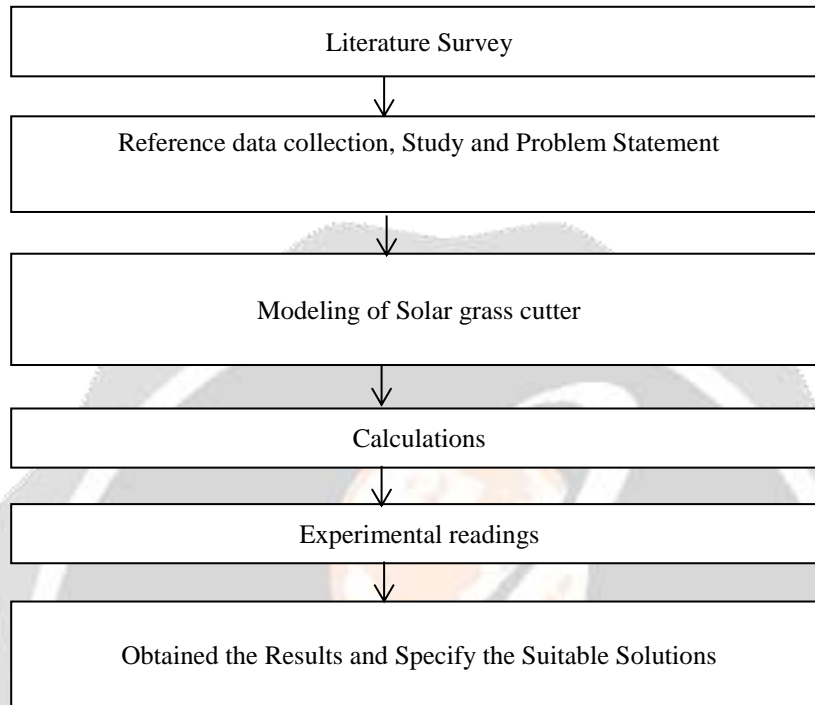 Literature Survey
Reference data collection, Study and Problem Statement
Modeling of Solar grass cutter
Calculations
Experimental readings
Obtained the Results and Specify the Suitable Solutions